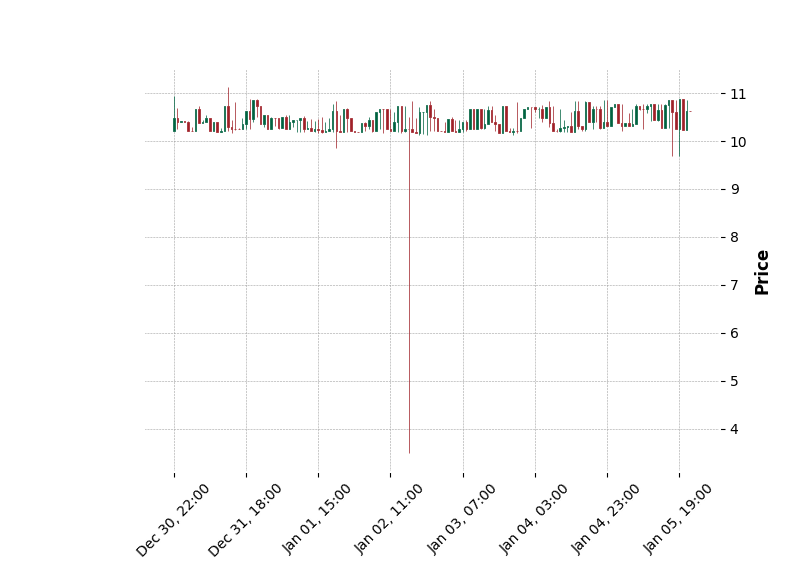 11
10
9
8
7
6
5
4
Price
Dec 30, 22:00
Dec 31, 18:00
Jan 01, 15:00
Jan 02, 11:00
Jan 03, 07:00
Jan 04, 03:00
Jan 04, 23:00
Jan 05, 19:00